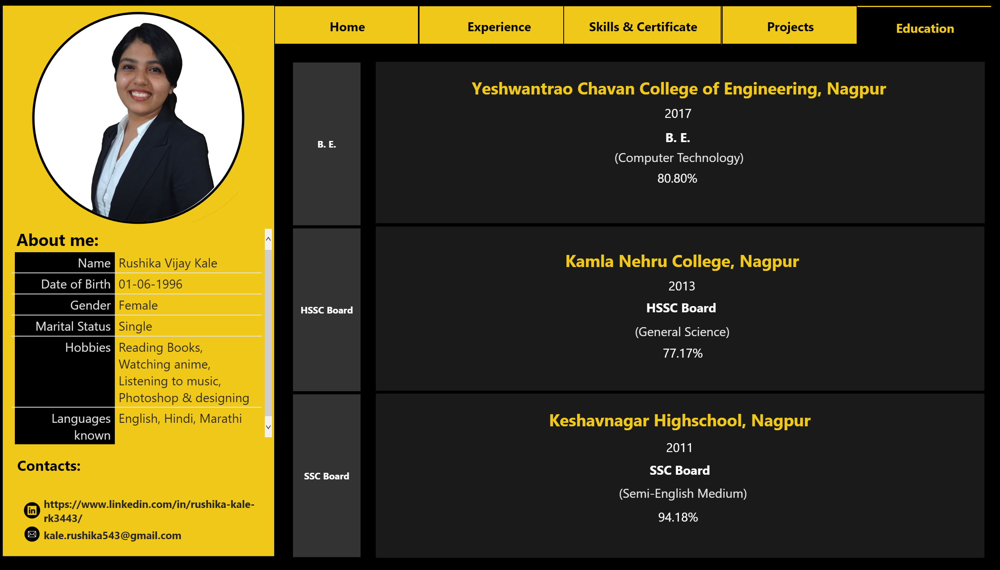 Home
Experience
Skills & Certificate
Projects
Education
About me:
Name Rushika Vijay Kale
Date of Birth 01-06-1996
Gender Female
Marital Status Single
Hobbies Reading Books,
Watching anime,
Listening to music,
Photoshop & designing
Languages English, Hindi, Marathi
known
Contacts:
https://www.linkedin.com/in/rushika-kale-
rk3443/
kale.rushika543@gmail.com
B. E.
Yeshwantrao Chavan College of Engineering, Nagpur
2017
B. E.
(Computer Technology)
80.80%
HSSC Board
Kamla Nehru College, Nagpur
2013
HSSC Board
(General Science)
77.17%
SSC Board
Keshavnagar Highschool, Nagpur
2011
SSC Board
(Semi-English Medium)
94.18%